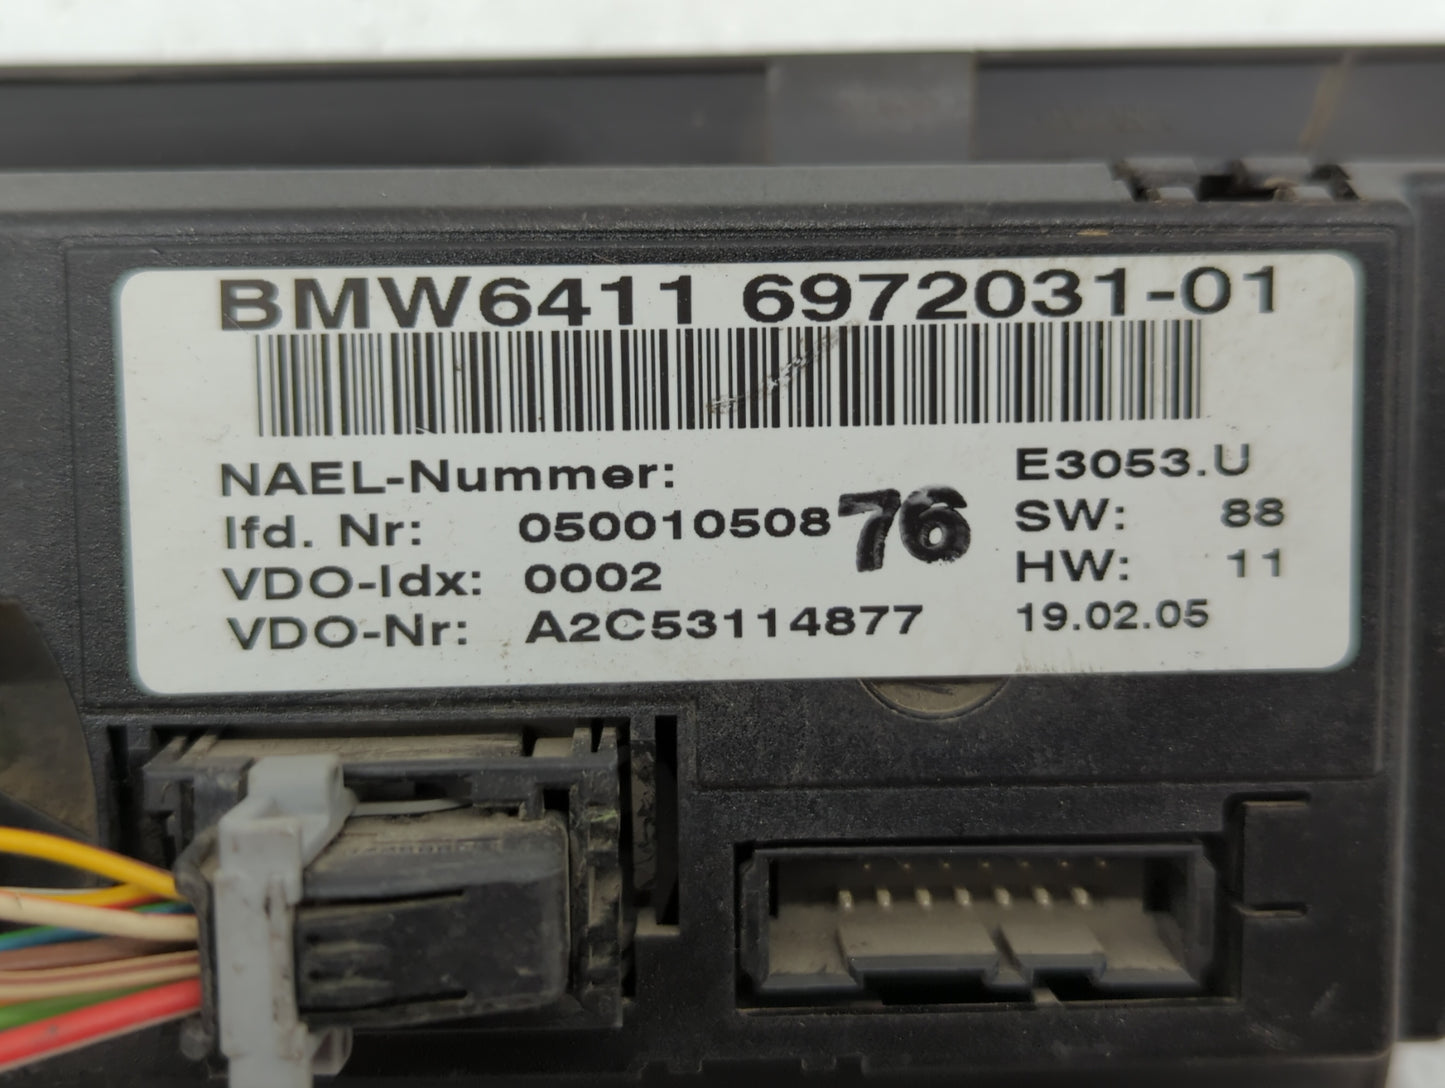 BMW6411 6972031-01
NAEL-Nummer: E3053.U
lfd. Nr: 050010508 76 SW: 88
VDO-Idx: 0002 HW: 11
VDO-Nr: A2C53114877 19.02.05